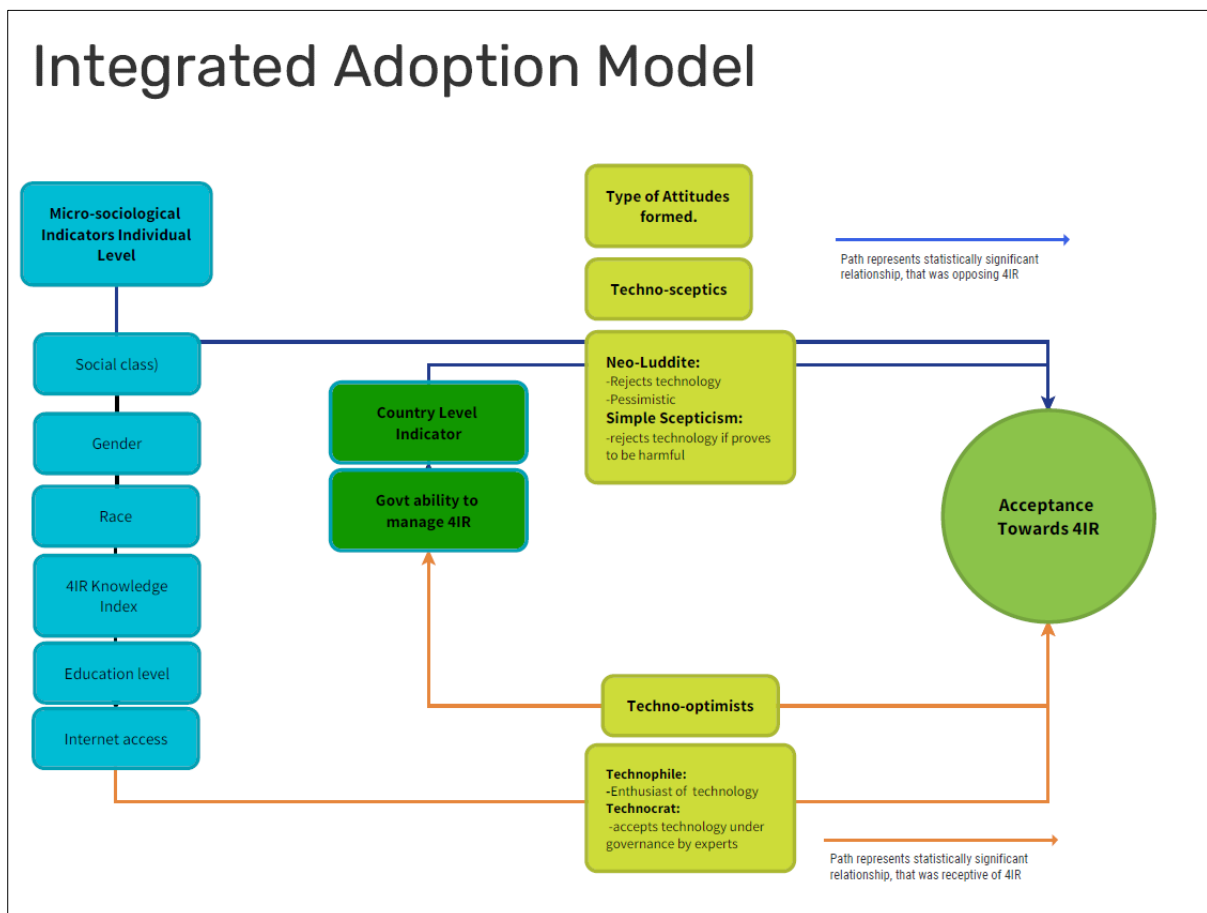 Integrated Adoption Model
Micro-sociological
Indicators Individual
Level
Social class)
Gender
Race
4IR Knowledge
Index
Education level
Internet access
Country Level
Indicator
Govt ability to
manage 4IR
Type of Attitudes
formed.
Techno-sceptics
Neo-Luddite:
-Rejects technology
-Pessimistic
Simple Scepticism:
-rejects technology if proves
to be harmful
Techno-optimists
Technophile:
-Enthusiast of technology
Technocrat:
-accepts technology under
governance by experts
Path represents statistically significant
relationship, that was opposing 4IR
Acceptance
Towards 4IR
Path represents statistically significant
relationship, that was receptive of 4IR